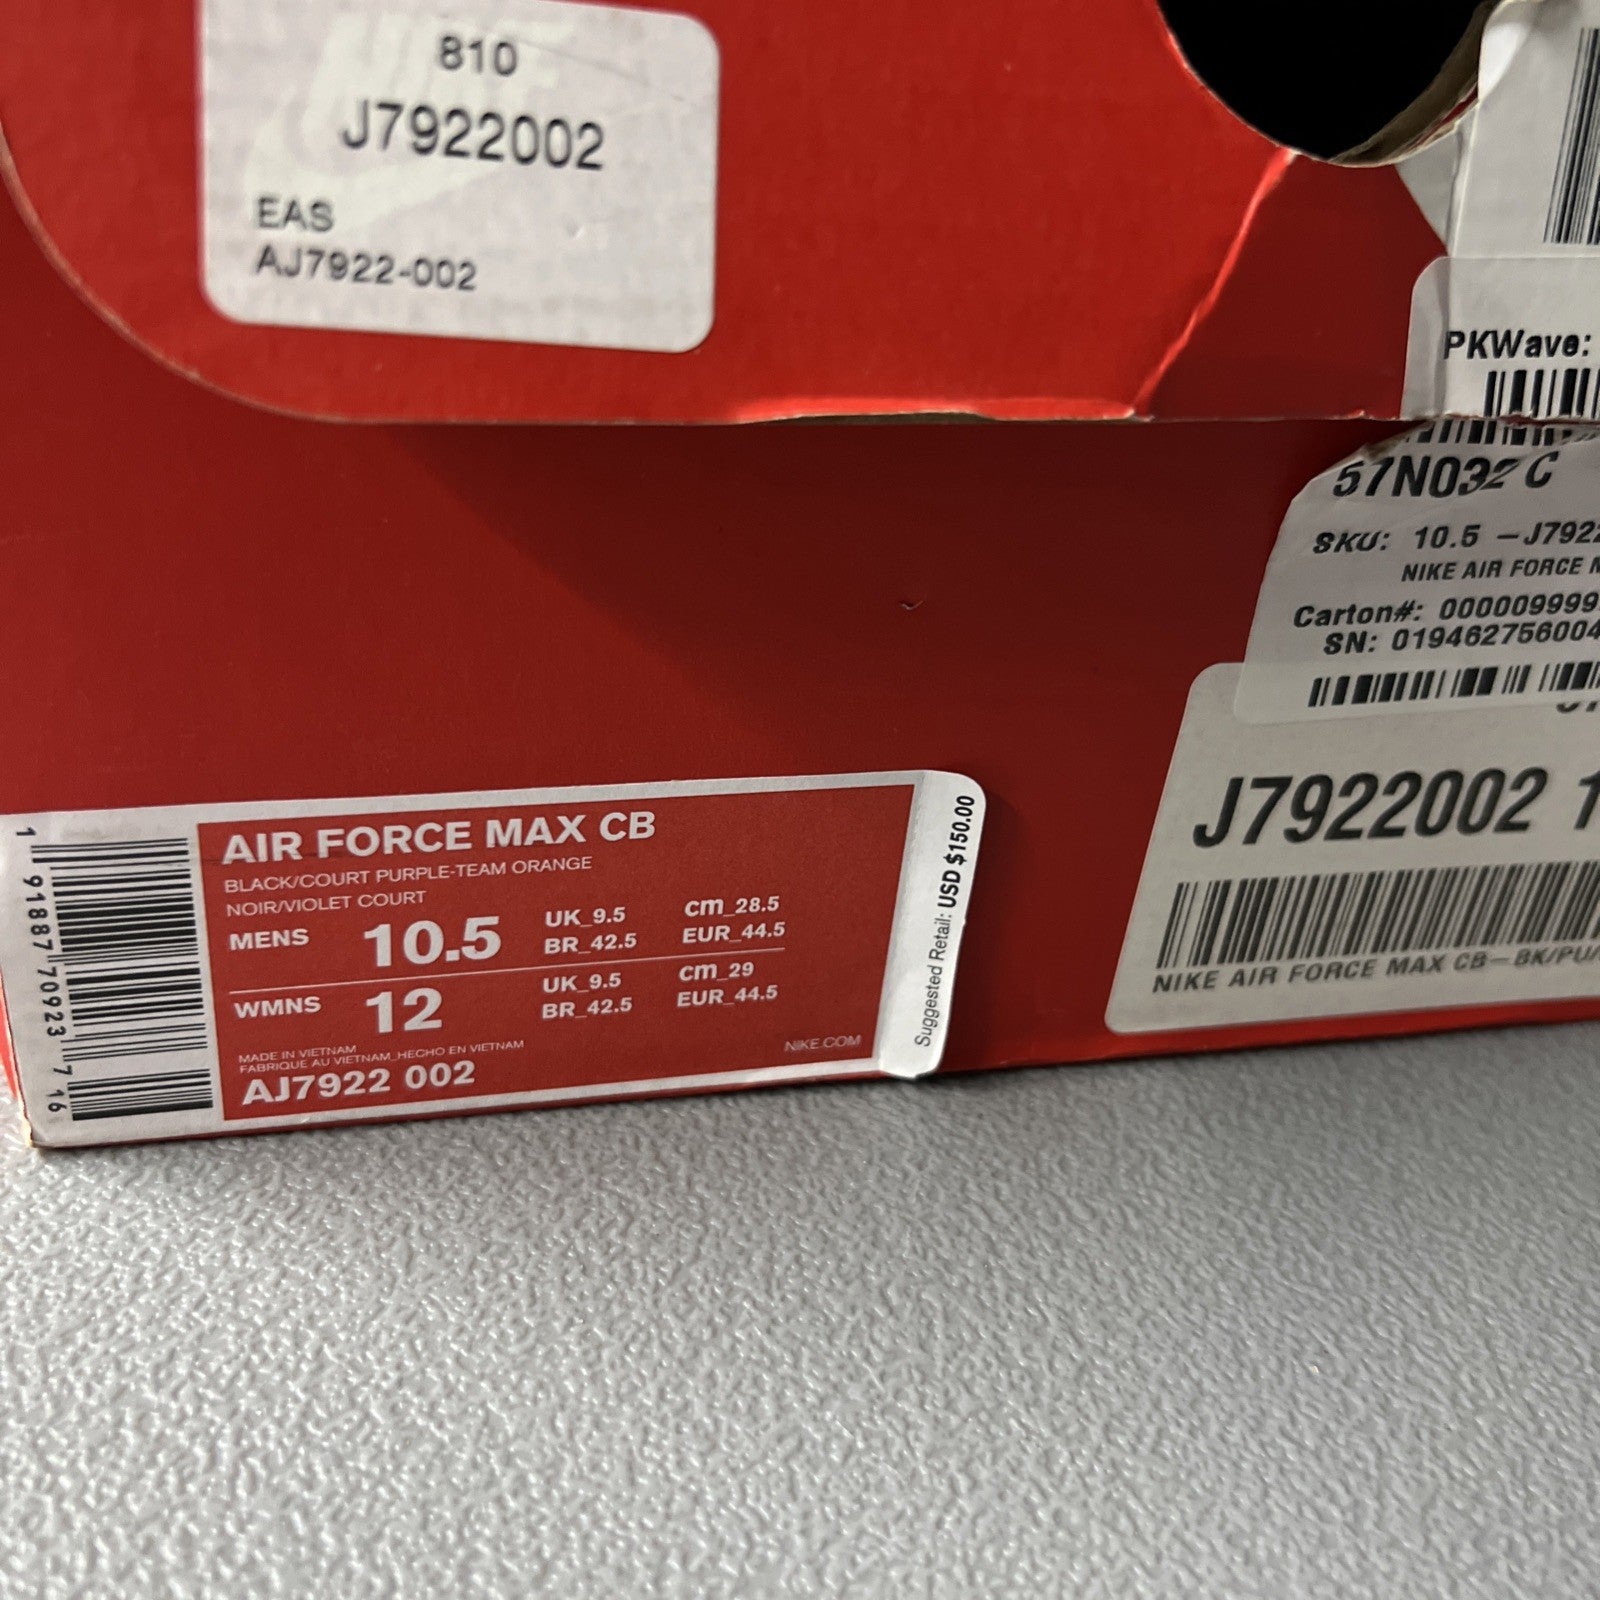 810
J7922002
EAS
AJ7922-002
PKWave:
57N032 C
SKU: 10.5 –J7922
NIKE AIR FORCE
Carton#: 000009999
SN: 019462756004
J7922002
NIKE AIR FORCE MAX CB–BK/PU/
1 91887 70923 7 16
AIR FORCE MAX CB
BLACK/COURT PURPLE-TEAM ORANGE
NOIR/VIOLET COURT
MENS 10.5 UK_9.5 cm_28.5
BR_42.5 EUR_44.5
WMNS 12 UK_9.5 cm_29
BR_42.5 EUR_44.5
MADE IN VIETNAM
FABRIQUE AU VIETNAM_HECHO EN VIETNAM
NIKE.COM
AJ7922 002
Suggested Retail: USD $150.00